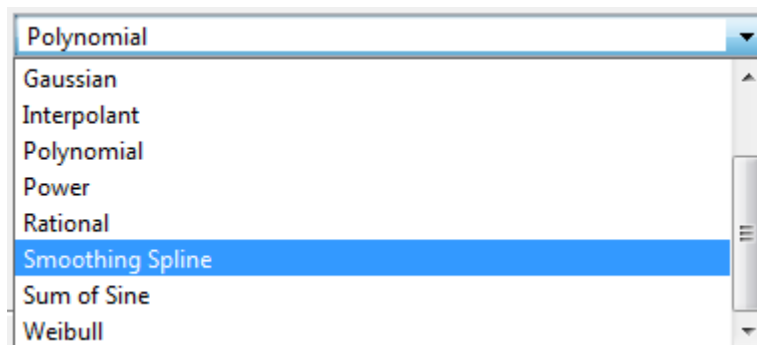 Polynomial
Gaussian
Interpolant
Polynomial
Power
Rational
Smoothing Spline
Sum of Sine
Weibull